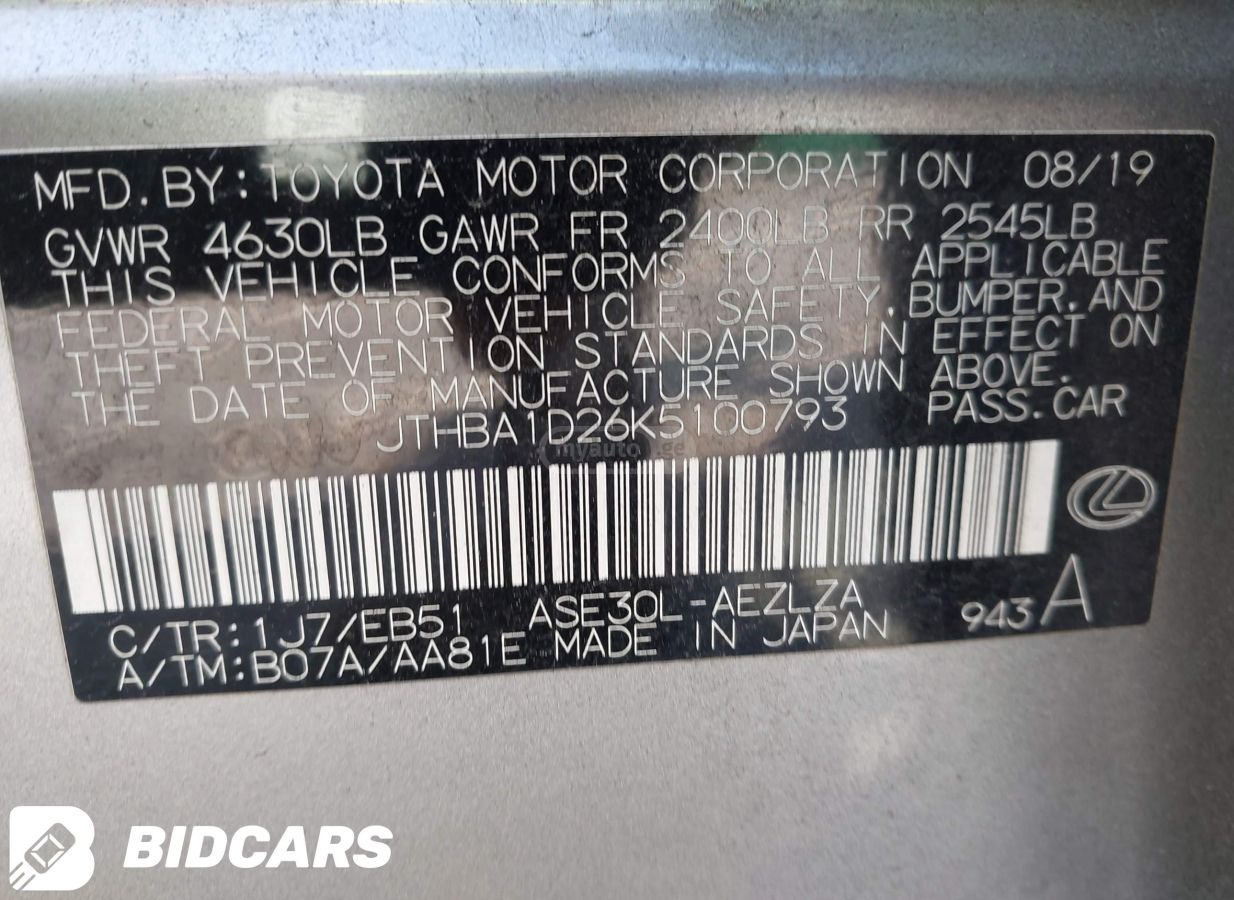 MFD. BY: TOYOTA MOTOR CORPORATION 08/19
GVWR 4630LB GAWR FR 2400LB RR 2545LB
THIS VEHICLE CONFORMS TO ALL APPLICABLE
FEDERAL MOTOR VEHICLE SAFETY, BUMPER, AND
THEFT PREVENTION STANDARDS IN EFFECT ON
THE DATE OF MANUFACTURE SHOWN ABOVE.
JTHBA1D26K5100793 PASS. CAR
myauto.ge
C/TR: 1J7/EB51 ASE30L-AEZLZA
A/TM: B07A/AA81E MADE IN JAPAN 943 A
BIDCARS